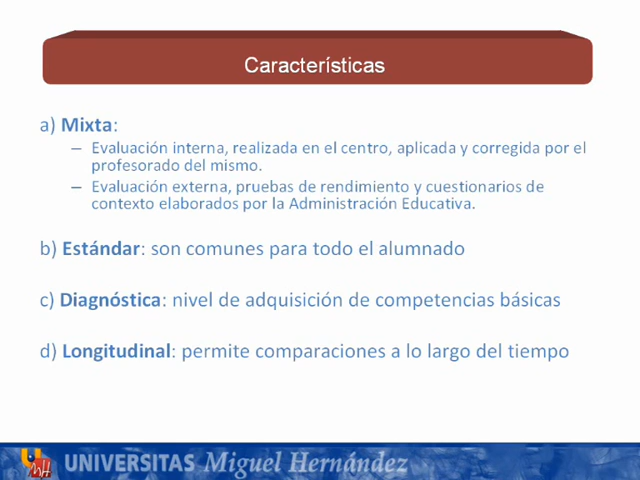 Características
a) Mixta:
– Evaluación interna, realizada en el centro, aplicada y corregida por el
profesorado del mismo.
– Evaluación externa, pruebas de rendimiento y cuestionarios de
contexto elaborados por la Administración Educativa.
b) Estándar: son comunes para todo el alumnado
c) Diagnóstica: nivel de adquisición de competencias básicas
d) Longitudinal: permite comparaciones a lo largo del tiempo
UMH UNIVERSITAS Miguel Hernández